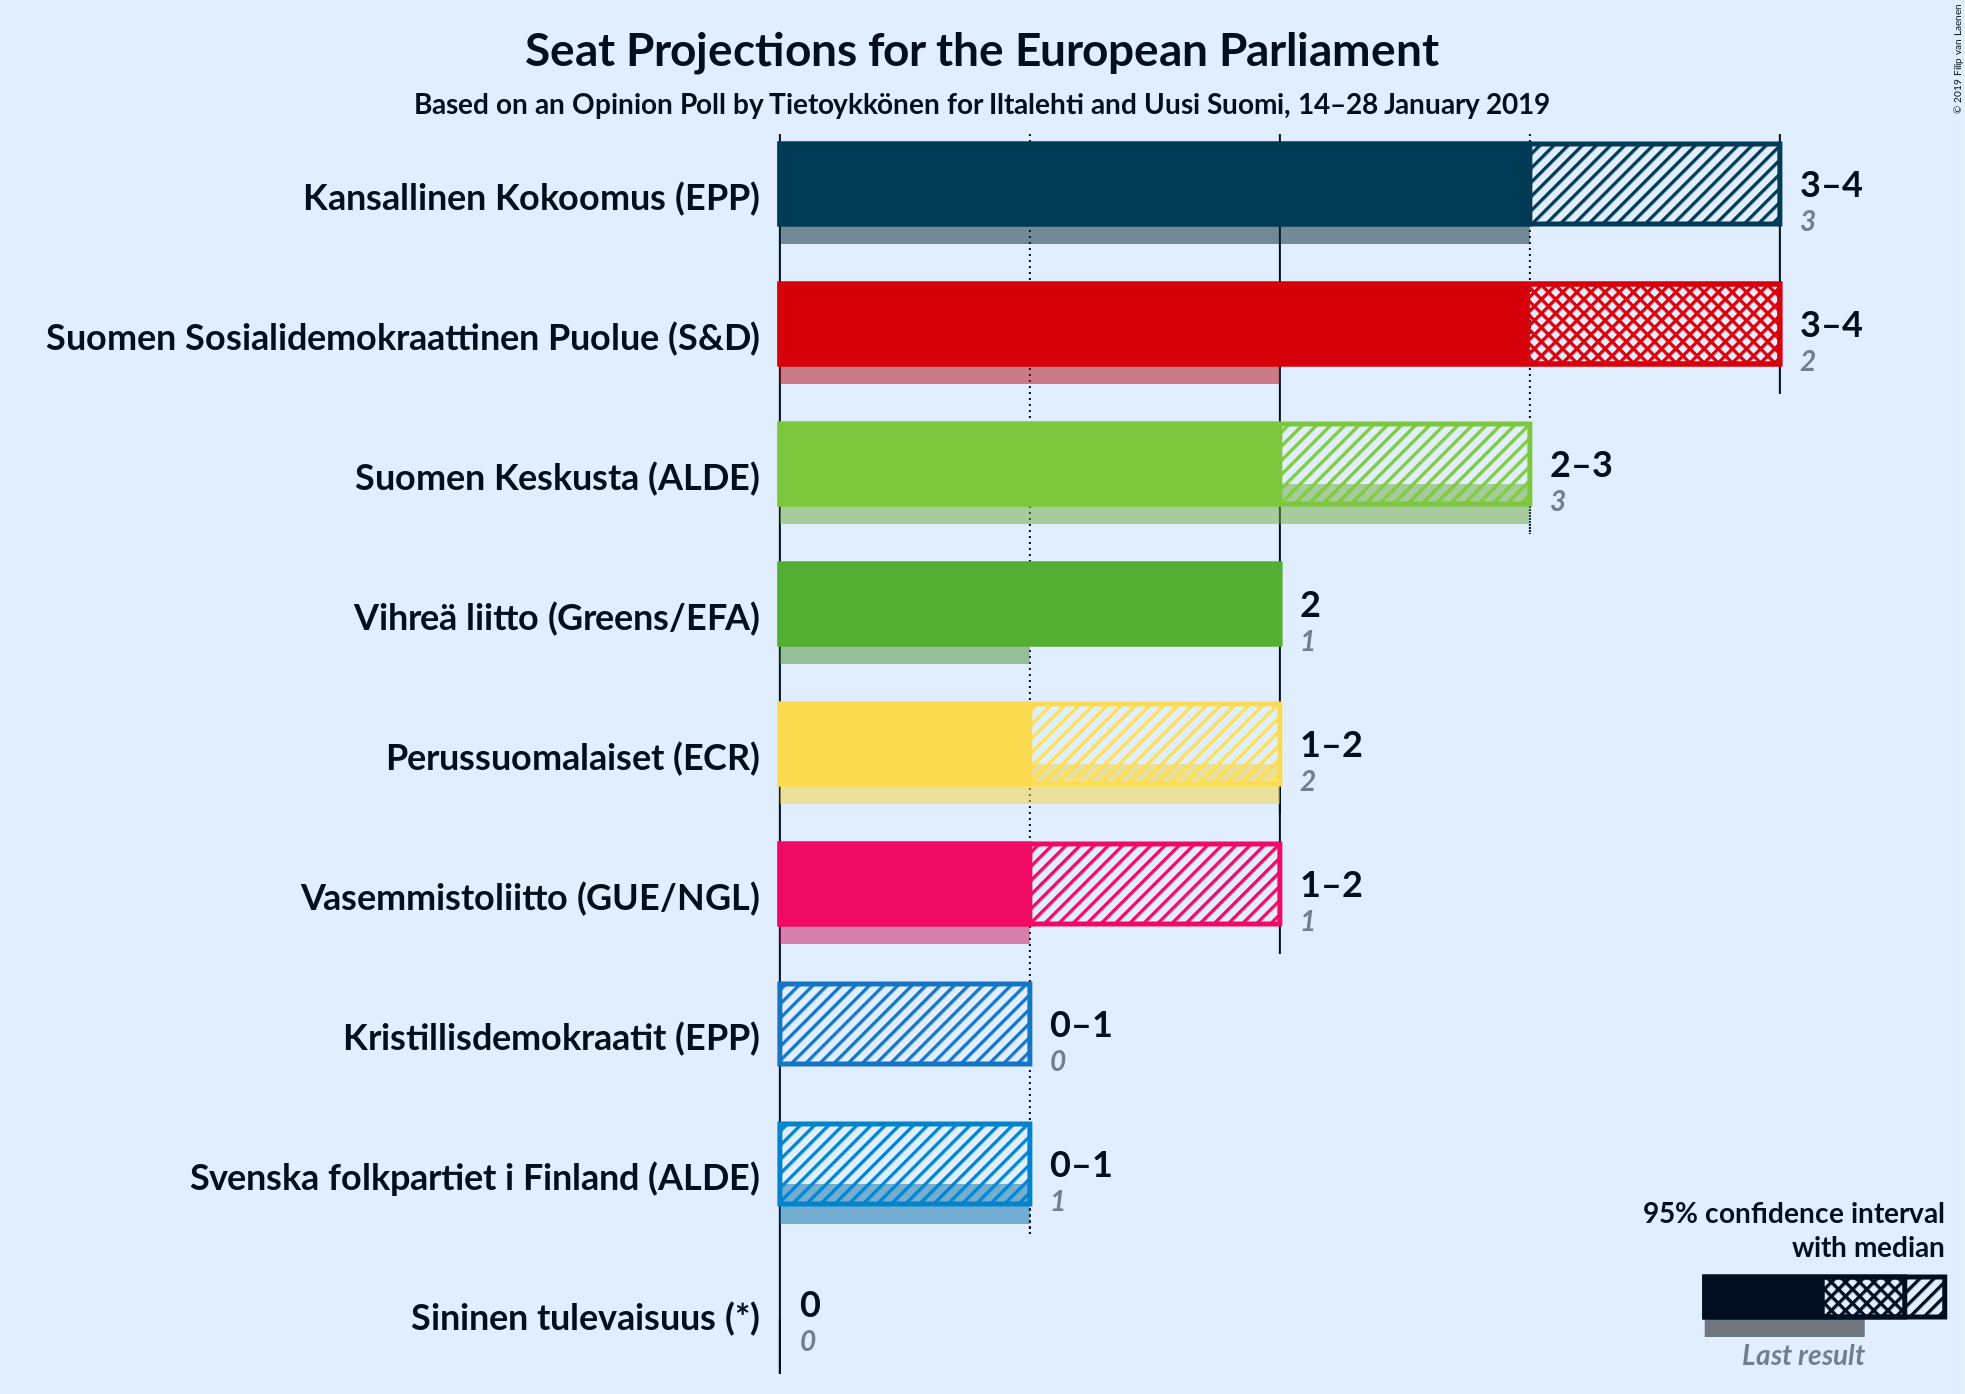 Seat Projections for the European Parliament
Based on an Opinion Poll by Tietoykkönen for Iltalehti and Uusi Suomi, 14–28 January 2019
© 2019 Filip van Laenen
Kansallinen Kokoomus (EPP)
3–4
3
Suomen Sosialidemokraattinen Puolue (S&D)
3–4
2
Suomen Keskusta (ALDE)
2–3
3
Vihreä liitto (Greens/EFA)
2
1
Perussuomalaiset (ECR)
1–2
2
Vasemmistoliitto (GUE/NGL)
1–2
1
Kristillisdemokraatit (EPP)
0–1
0
Svenska folkpartiet i Finland (ALDE)
0–1
1
Sininen tulevaisuus (*)
0
0
95% confidence interval
with median
Last result